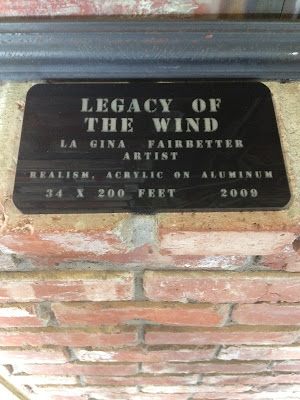 LEGACY OF
THE WIND
LA GINA FAIRBETTER
ARTIST
REALISM, ACRYLIC ON ALUMINUM
34 X 200 FEET 2009